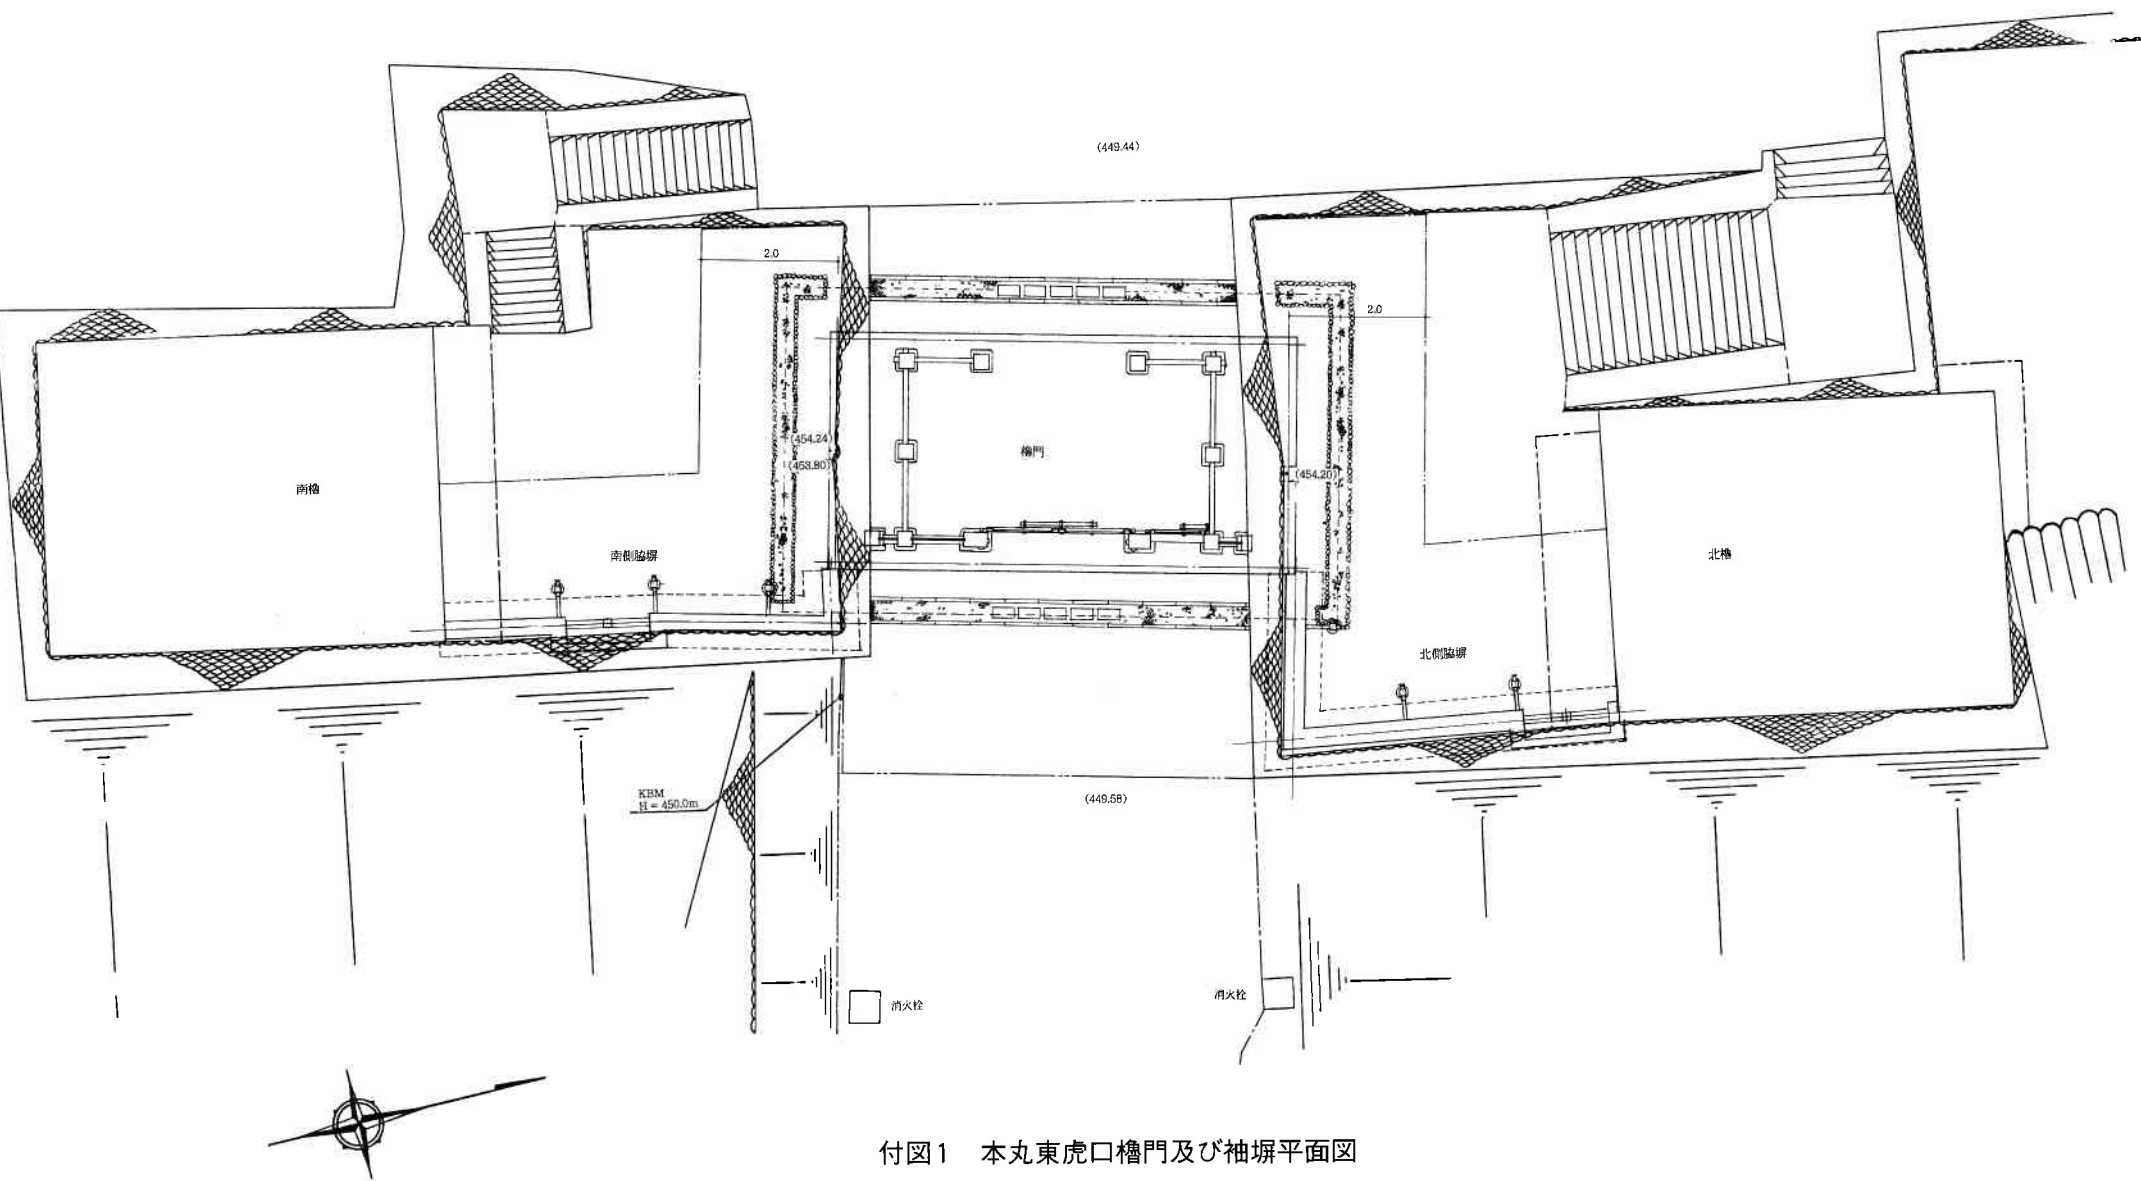 (449.44)
2.0
2.0
(454.24)
(453.80)
櫓門
(454.20)
南櫓
南側脇塀
北櫓
北側脇塀
KBM
H = 450.0m
(449.58)
消火栓
消火栓
付図1　本丸東虎口櫓門及び袖塀平面図